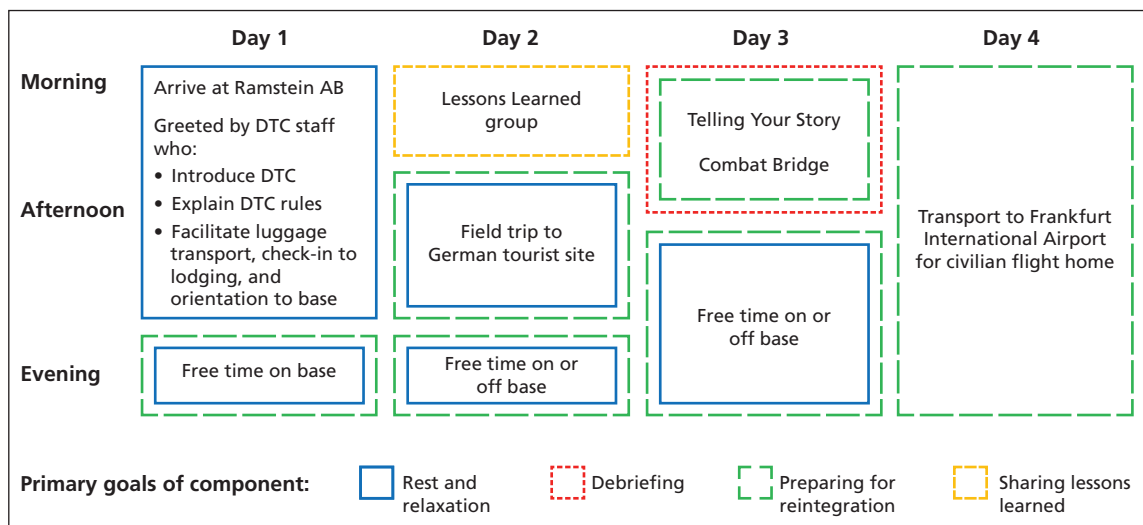 Day 1
Day 2
Day 3
Day 4
Morning
Afternoon
Evening
Arrive at Ramstein AB
Greeted by DTC staff
who:
• Introduce DTC
• Explain DTC rules
• Facilitate luggage
transport, check-in to
lodging, and
orientation to base
Free time on base
Lessons Learned
group
Field trip to
German tourist site
Free time on or
off base
Telling Your Story
Combat Bridge
Free time on or
off base
Transport to Frankfurt
International Airport
for civilian flight home
Primary goals of component:
Rest and
relaxation
Debriefing
Preparing for
reintegration
Sharing lessons
learned